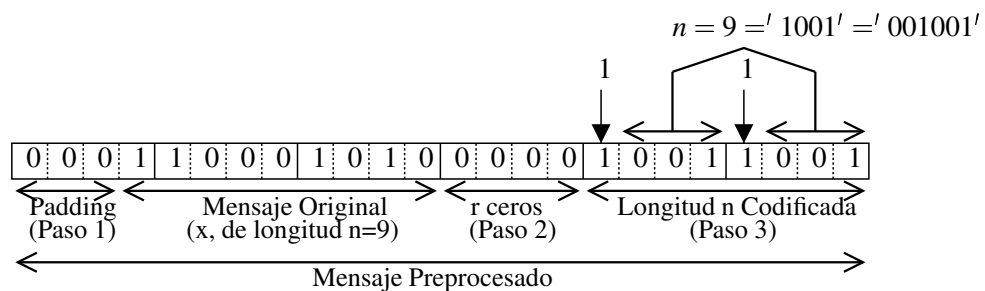 n = 9 =′ 1001′ =′ 001001′
1 1
0 0 0 1 1 0 0 0 1 0 1 0 0 0 0 0 1 0 0 1 1 0 0 1
Padding Mensaje Original r ceros Longitud n Codificada
(Paso 1) (x, de longitud n=9) (Paso 2) (Paso 3)
Mensaje Preprocesado